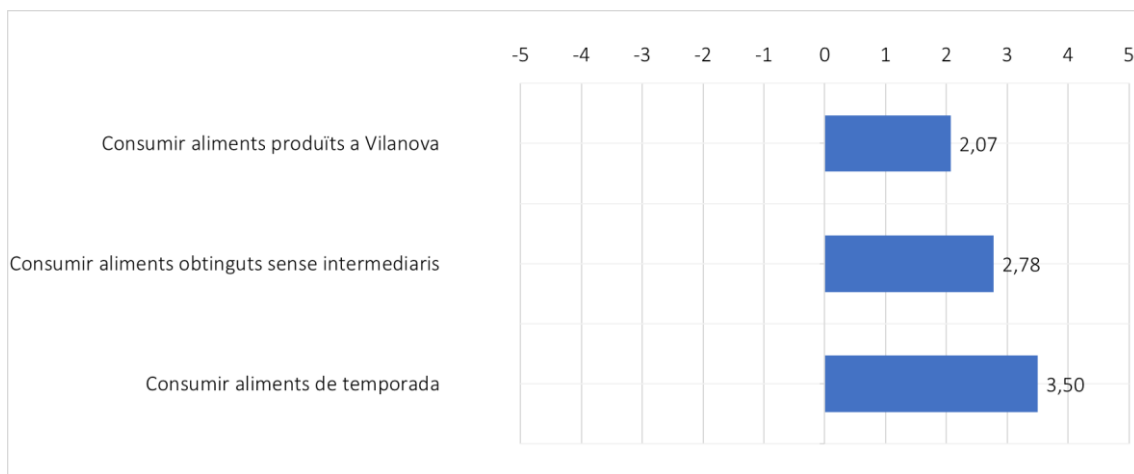 -5 -4 -3 -2 -1 0 1 2 3 4 5
Consumir aliments produïts a Vilanova 2,07
Consumir aliments obtinguts sense intermediaris 2,78
Consumir aliments de temporada 3,50